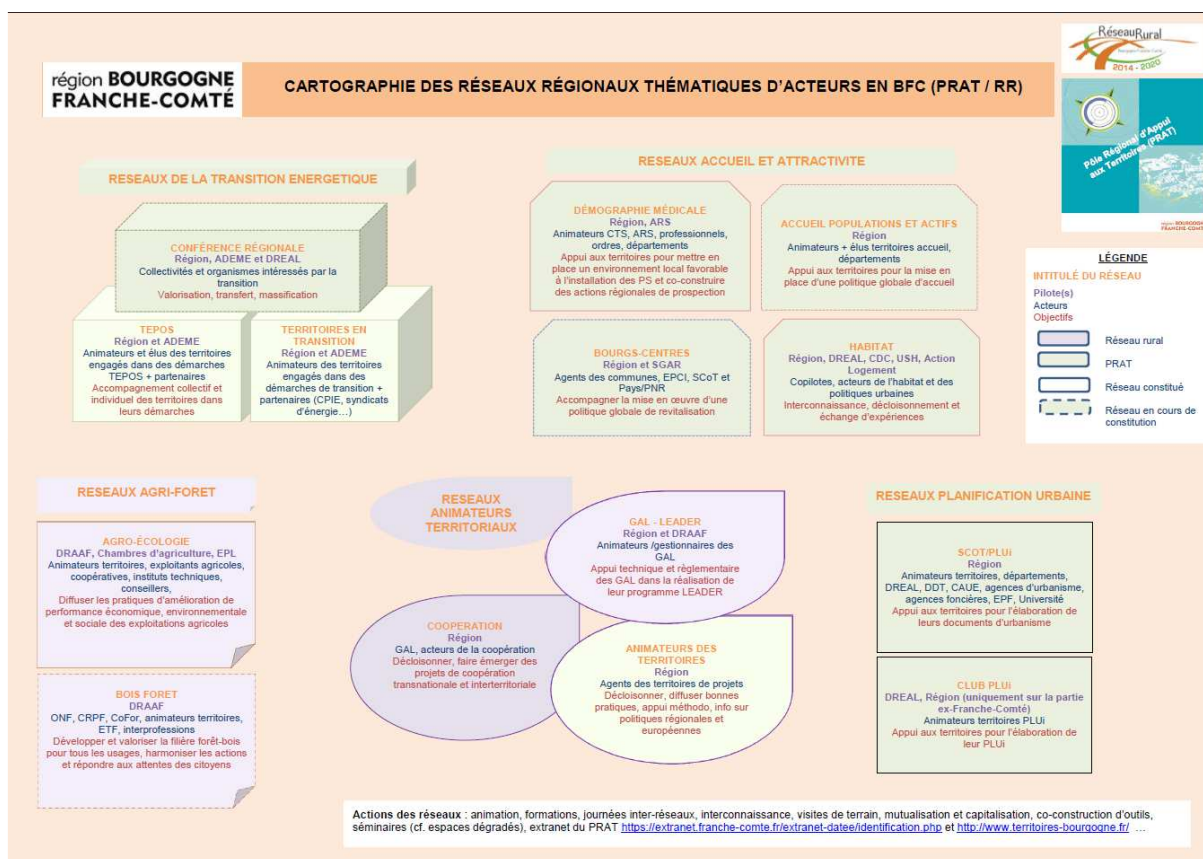 région BOURGOGNE
FRANCHE-COMTÉ
CARTOGRAPHIE DES RÉSEAUX RÉGIONAUX THÉMATIQUES D'ACTEURS EN BFC (PRAT / RR)
RéseauRural
Bourgogne Franche-Comté
2014 - 2020
Pôle Régional d'Appui
aux Territoires (PRAT)
région BOURGOGNE
FRANCHE-COMTÉ
RESEAUX DE LA TRANSITION ENERGETIQUE
CONFÉRENCE RÉGIONALE
Région, ADEME et DREAL
Collectivités et organismes intéressés par la
transition
Valorisation, transfert, massification
TEPOS
Région et ADEME
Animateurs et élus des territoires
engagés dans des démarches
TEPOS + partenaires
Accompagnement collectif et
individuel des territoires dans
leurs démarches
TERRITOIRES EN
TRANSITION
Région et ADEME
Animateurs des territoires
engagés dans des
démarches de transition +
partenaires (CPIE, syndicats
d'énergie…)
RESEAUX ACCUEIL ET ATTRACTIVITE
DÉMOGRAPHIE MÉDICALE
Région, ARS
Animateurs CTS, ARS, professionnels,
ordres, départements
Appui aux territoires pour mettre en
place un environnement local favorable
à l'installation des PS et co-construire
des actions régionales de prospection
ACCUEIL POPULATIONS ET ACTIFS
Région
Animateurs + élus territoires accueil,
départements
Appui aux territoires pour la mise en
place d'une politique globale d'accueil
BOURGS-CENTRES
Région et SGAR
Agents des communes, EPCI, SCoT et
Pays/PNR
Accompagner la mise en œuvre d'une
politique globale de revitalisation
HABITAT
Région, DREAL, CDC, USH, Action
Logement
Copilotes, acteurs de l'habitat et des
politiques urbaines
Interconnaissance, décloisonnement et
échange d'expériences
LÉGENDE
INTITULÉ DU RÉSEAU
Pilote(s)
Acteurs
Objectifs
Réseau rural
PRAT
Réseau constitué
Réseau en cours de
constitution
RESEAUX AGRI-FORET
AGRO-ÉCOLOGIE
DRAAF, Chambres d'agriculture, EPL
Animateurs territoires, exploitants agricoles,
coopératives, instituts techniques,
conseillers,
Diffuser les pratiques d'amélioration de
performance économique, environnementale
et sociale des exploitations agricoles
BOIS FORET
DRAAF
ONF, CRPF, CoFor, animateurs territoires,
ETF, interprofessions
Développer et valoriser la filière forêt-bois
pour tous les usages, harmoniser les actions
et répondre aux attentes des citoyens
RESEAUX
ANIMATEURS
TERRITORIAUX
GAL - LEADER
Région et DRAAF
Animateurs /gestionnaires des
GAL
Appui technique et règlementaire
des GAL dans la réalisation de
leur programme LEADER
COOPERATION
Région
GAL, acteurs de la coopération
Décloisonner, faire émerger des
projets de coopération
transnationale et interterritoriale
ANIMATEURS DES
TERRITOIRES
Région
Agents des territoires de projets
Décloisonner, diffuser bonnes
pratiques, appui méthodo, info sur
politiques régionales et
européennes
RESEAUX PLANIFICATION URBAINE
SCOT/PLUi
Région
Animateurs territoires, départements,
DREAL, DDT, CAUE, agences d'urbanisme,
agences foncières, EPF, Université
Appui aux territoires pour l'élaboration de
leurs documents d'urbanisme
CLUB PLUi
DREAL, Région (uniquement sur la partie
ex-Franche-Comté)
Animateurs territoires PLUi
Appui aux territoires pour l'élaboration de
leur PLUi
Actions des réseaux : animation, formations, journées inter-réseaux, interconnaissance, visites de terrain, mutualisation et capitalisation, co-construction d'outils,
séminaires (cf. espaces dégradés), extranet du PRAT https://extranet.franche-comte.fr/extranet-datee/identification.php et http://www.territoires-bourgogne.fr/ …